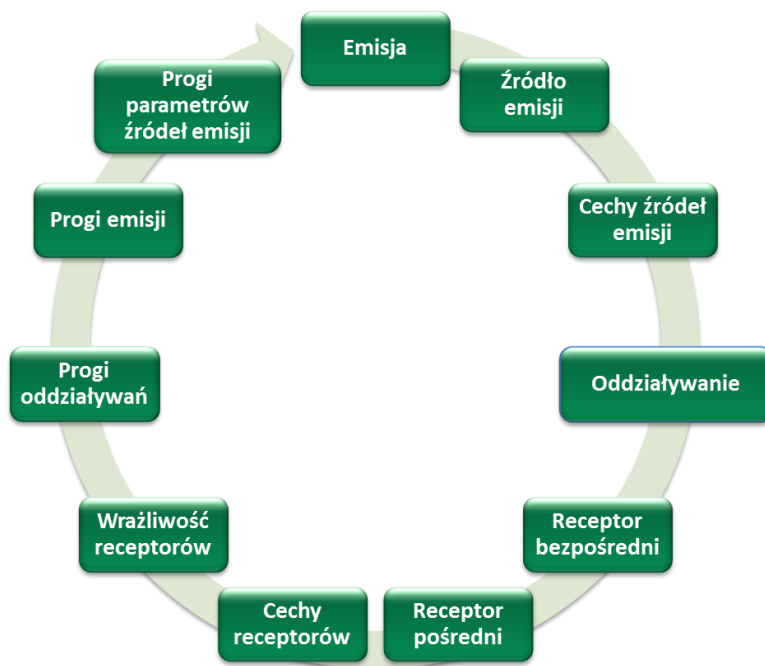 Emisja
Źródło
emisji
Cechy źródeł
emisji
Oddziaływanie
Receptor
bezpośredni
Receptor
pośredni
Cechy
receptorów
Wrażliwość
receptorów
Progi
oddziaływań
Progi emisji
Progi
parametrów
źródeł emisji